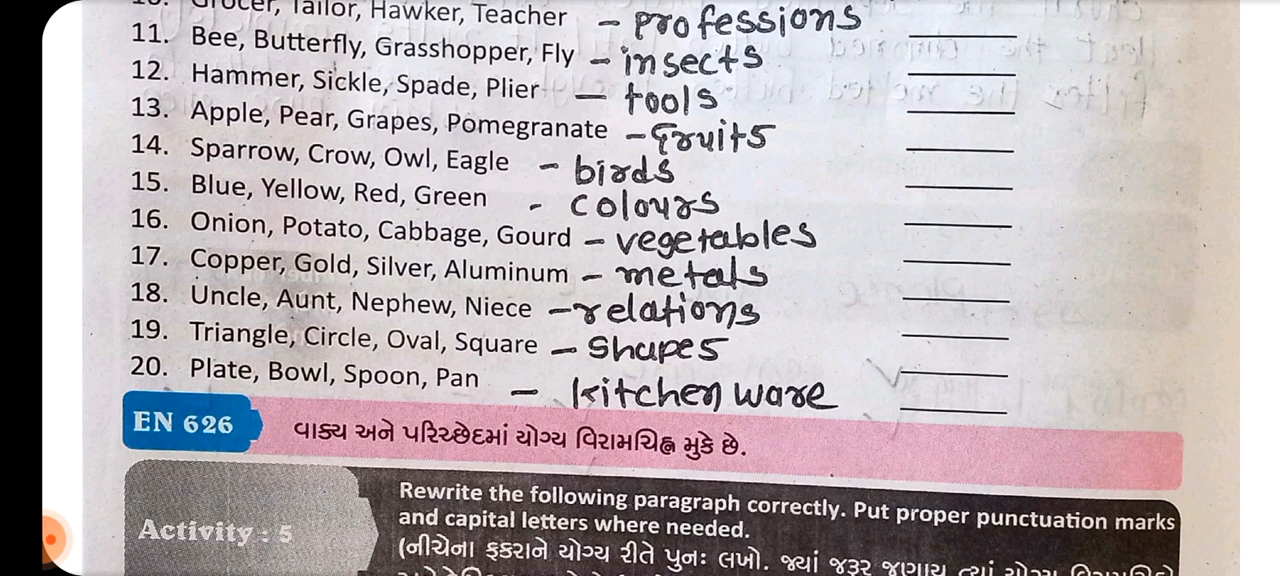 Grocer, Tailor, Hawker, Teacher - professions
11. Bee, Butterfly, Grasshopper, Fly - insects
12. Hammer, Sickle, Spade, Plier - tools
13. Apple, Pear, Grapes, Pomegranate - fruits
14. Sparrow, Crow, Owl, Eagle - birds
15. Blue, Yellow, Red, Green - colours
16. Onion, Potato, Cabbage, Gourd - vegetables
17. Copper, Gold, Silver, Aluminum - metals
18. Uncle, Aunt, Nephew, Niece - relations
19. Triangle, Circle, Oval, Square - shapes
20. Plate, Bowl, Spoon, Pan - kitchen ware
EN 626 વાક્ય અને પરિચ્છેદમાં યોગ્ય વિરામચિહ્ન મુકે છે.
Rewrite the following paragraph correctly. Put proper punctuation marks
Activity : 5 and capital letters where needed.
(નીચેના ફકરાને યોગ્ય રીતે પુનઃ લખો. જ્યાં જરૂર જણાય ત્યાં યોગ્ય